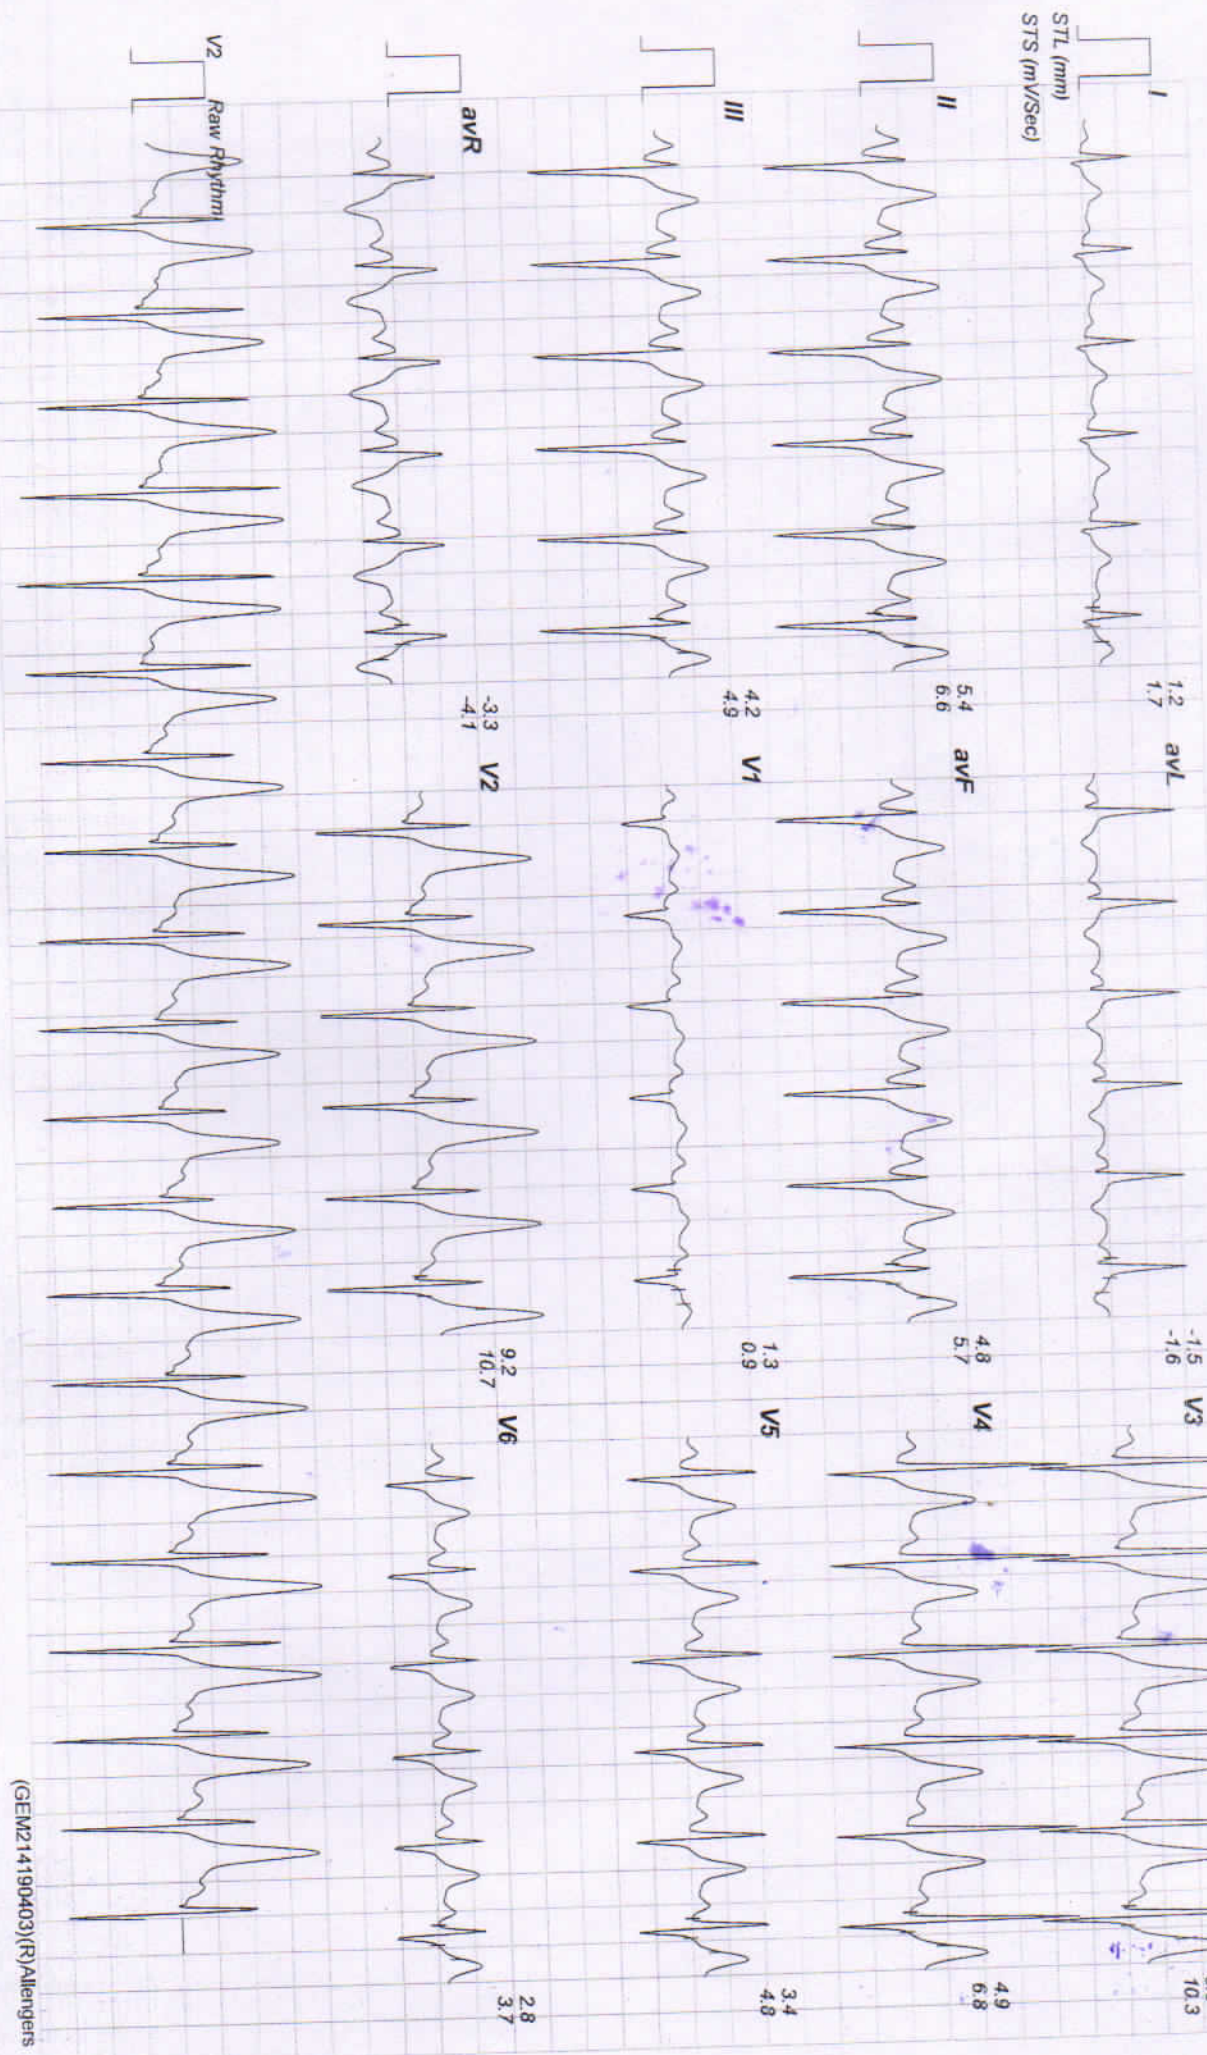 STL (mm)
STS (mV/Sec)
I
1.2
1.7
avL
-1.5
-1.6
V3
10.3
II
5.4
6.6
avF
4.8
5.7
V4
4.9
6.8
III
4.2
4.9
V1
1.3
0.9
V5
3.4
4.8
avR
-3.3
-4.1
V2
9.2
10.7
V6
2.8
3.7
V2
Raw Rhythm
(GEM214190403)(R)Allengers